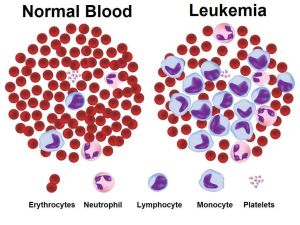 Normal Blood Leukemia
Erythrocytes Neutrophil Lymphocyte Monocyte Platelets